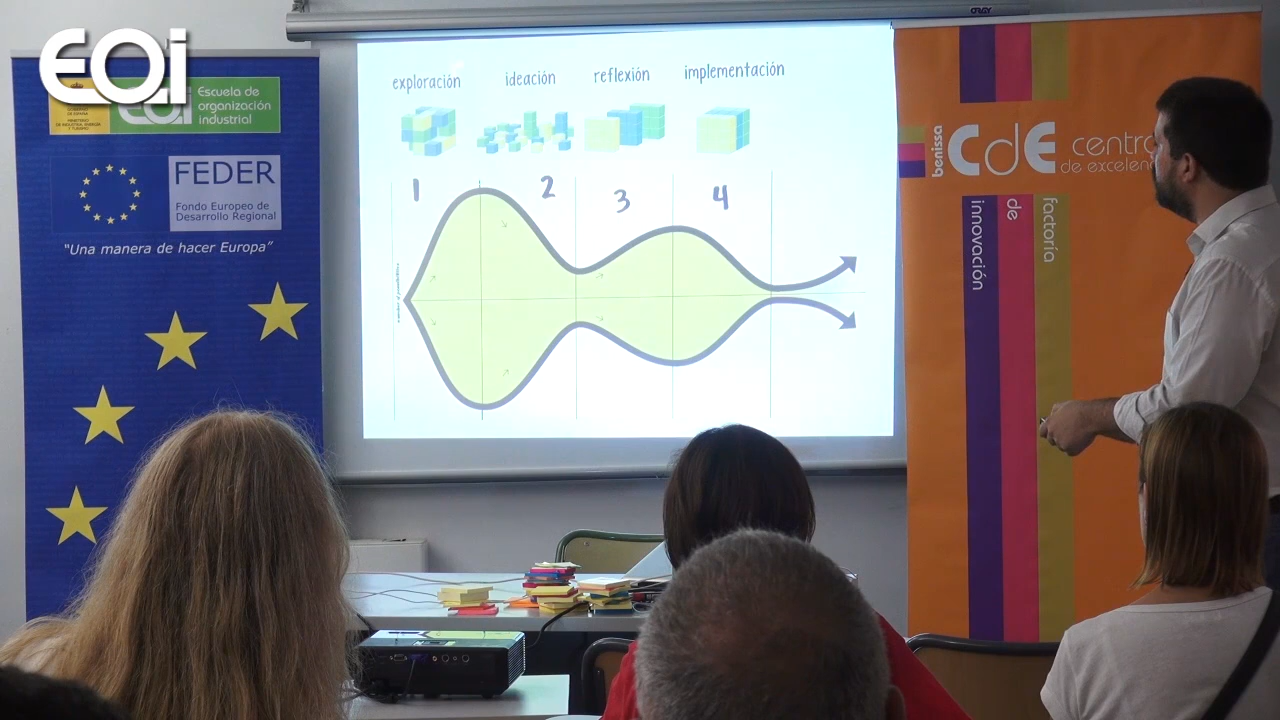 EOi
EOi
Escuela de
organización
industrial
FEDER
Fondo Europeo de
Desarrollo Regional
“Una manera de hacer Europa”
exploración
ideación
reflexión
implementación
1
2
3
4
benissa
CdE
centro
de excelen
innovación
de
factoría